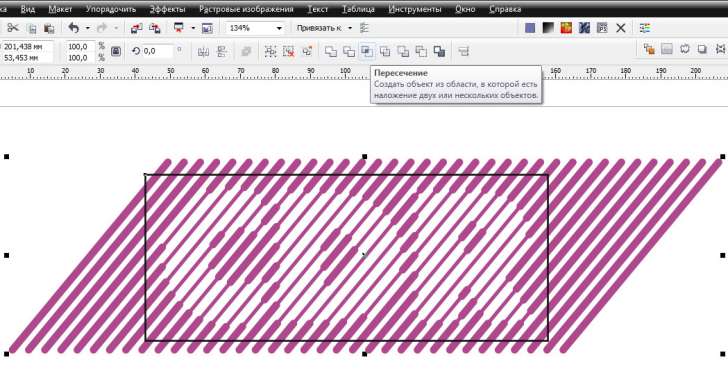 ка Вид Макет Упорядочить Эффекты Растровые изображения Текст Таблица Инструменты Окно Справка
134% Привязать к
201,438 мм 100,0 %
53,453 мм 100,0 %
0,0 °
10 20 30 40 50 60 70 80 90 100 160 170 180 190 200
Пересечение
Создать объект из области, в которой есть
наложение двух или нескольких объектов.